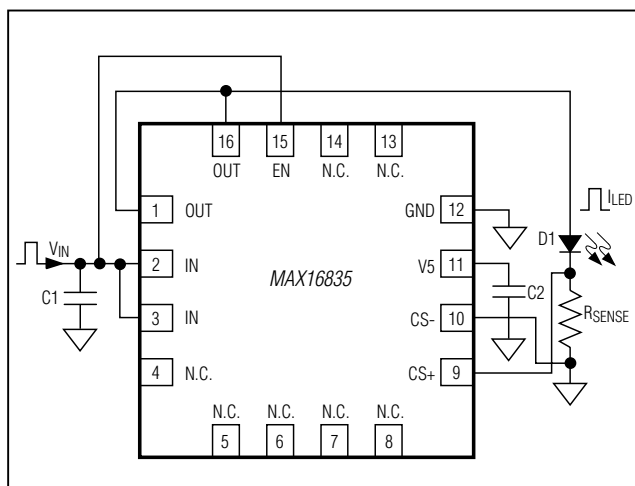 16 15 14 13
OUT EN N.C. N.C.
1 OUT
GND 12
I_LED
V_IN
2 IN
D1
V5 11
MAX16835
C1
C2
3 IN
CS- 10
R_SENSE
4 N.C.
CS+ 9
N.C. N.C. N.C. N.C.
5 6 7 8